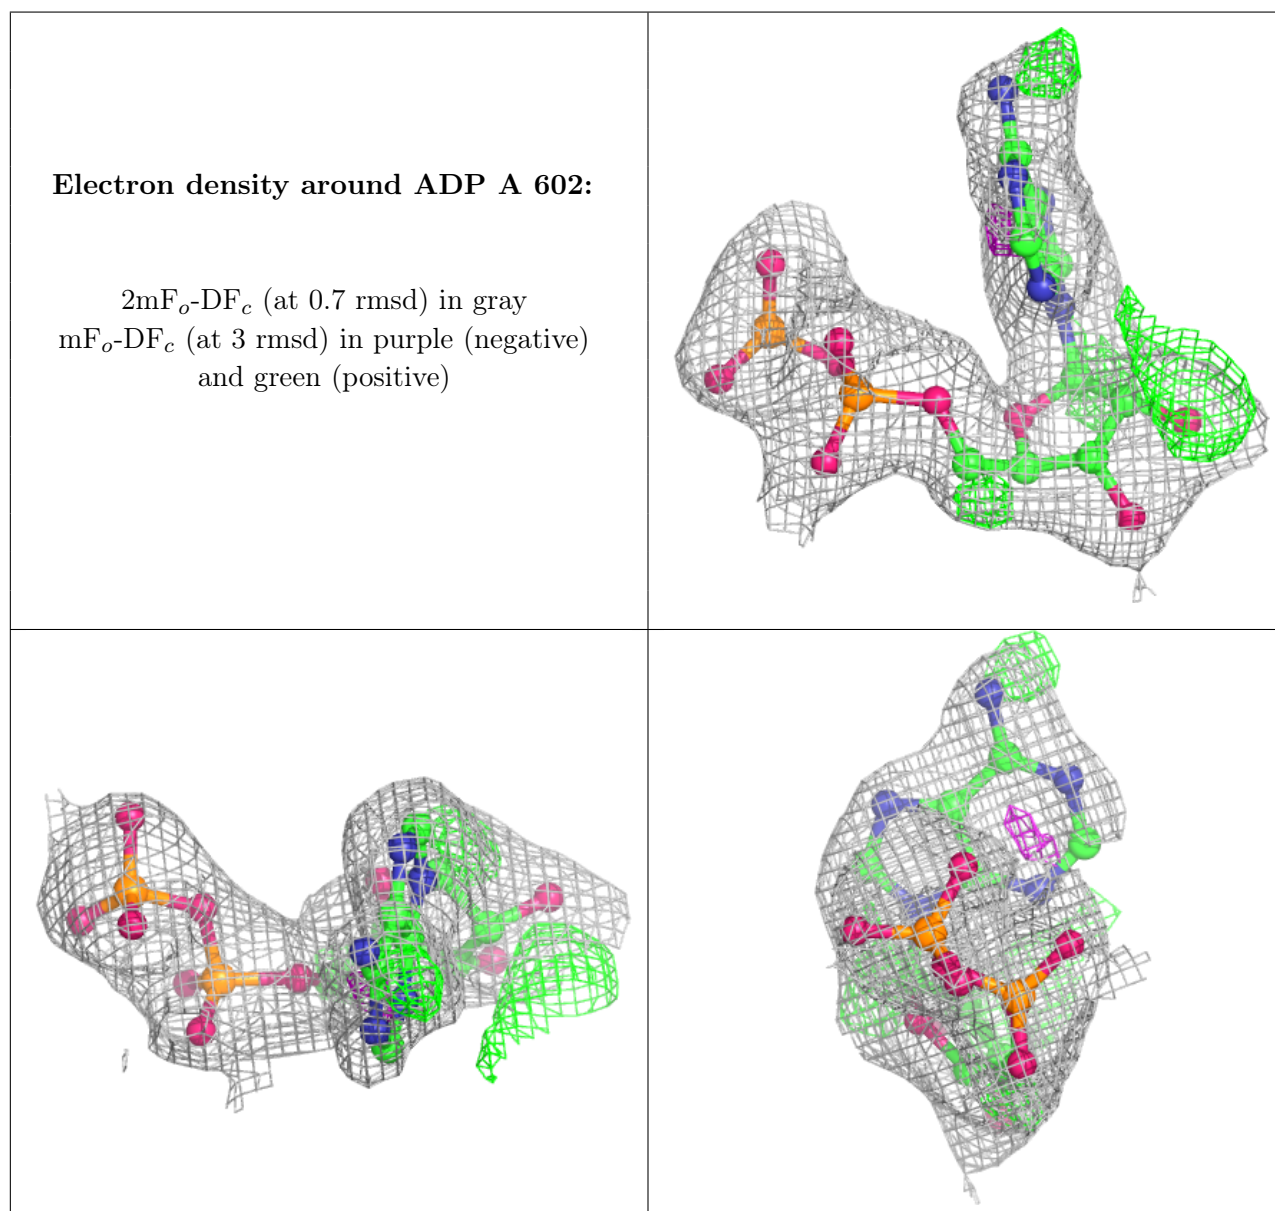 Electron density around ADP A 602:
2mFo-DFc (at 0.7 rmsd) in gray
mFo-DFc (at 3 rmsd) in purple (negative)
and green (positive)